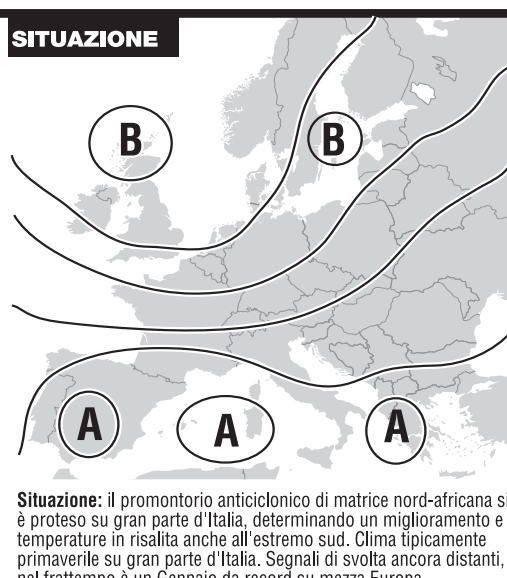 SITUAZIONE
B
B
A
A
A
Situazione: il promontorio anticiclonico di matrice nord-africana si
è proteso su gran parte d'Italia, determinando un miglioramento e
temperature in risalita anche all'estremo sud. Clima tipicamente
primaverile su gran parte d'Italia. Segnali di svolta ancora distanti,
nel frattempo è un Gennaio da record su mezza Europa